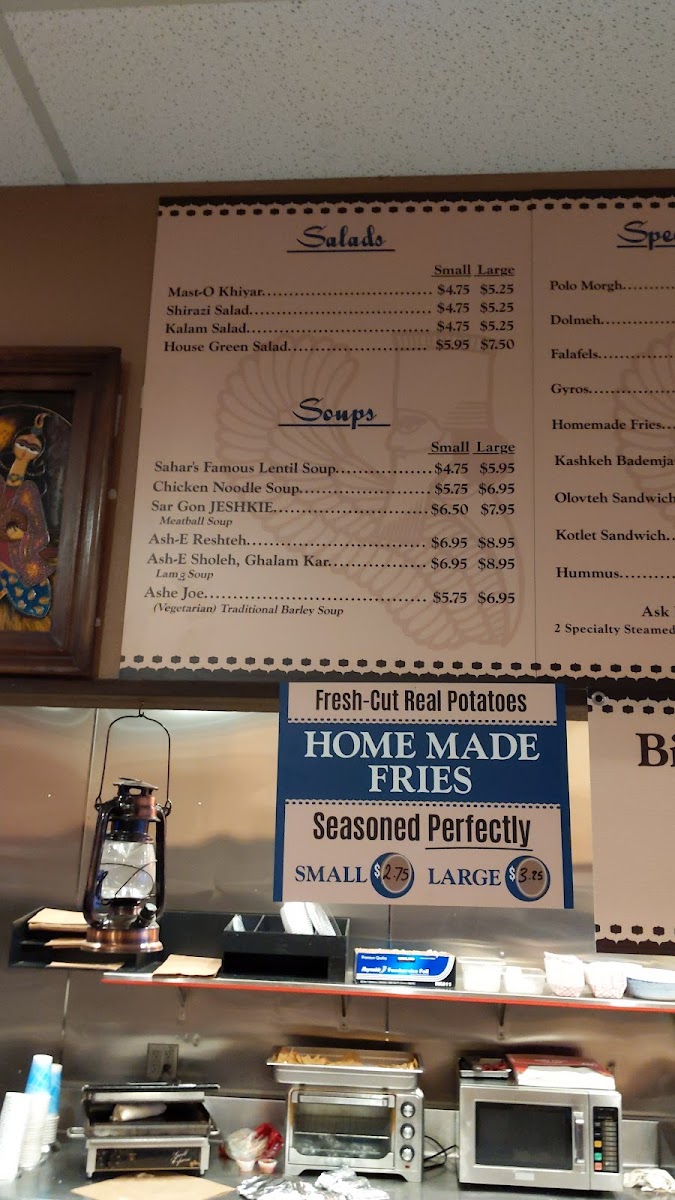 Salads
Small Large
Mast-O Khiyar........ $4.75 $5.25
Shirazi Salad........ $4.75 $5.25
Kalam Salad........ $4.75 $5.25
House Green Salad........ $5.95 $7.50
Soups
Small Large
Sahar's Famous Lentil Soup........ $4.75 $5.95
Chicken Noodle Soup........ $5.75 $6.95
Sar Gon JESHKIE........ $6.50 $7.95
Meatball Soup
Ash-E Reshteh........ $6.95 $8.95
Ash-E Sholeh, Ghalam Kar........ $6.95 $8.95
Lamg Soup
Ashe Joe........ $5.75 $6.95
(Vegetarian) Traditional Barley Soup
Spe
Polo Morgh........
Dolmeh........
Falafels........
Gyros........
Homemade Fries...
Kashkeh Bademja
Olovteh Sandwich
Kotlet Sandwich..
Hummus........
Ask
2 Specialty Steamed
Fresh-Cut Real Potatoes
HOME MADE
FRIES
Seasoned Perfectly
SMALL $2.75 LARGE $3.25
Bi